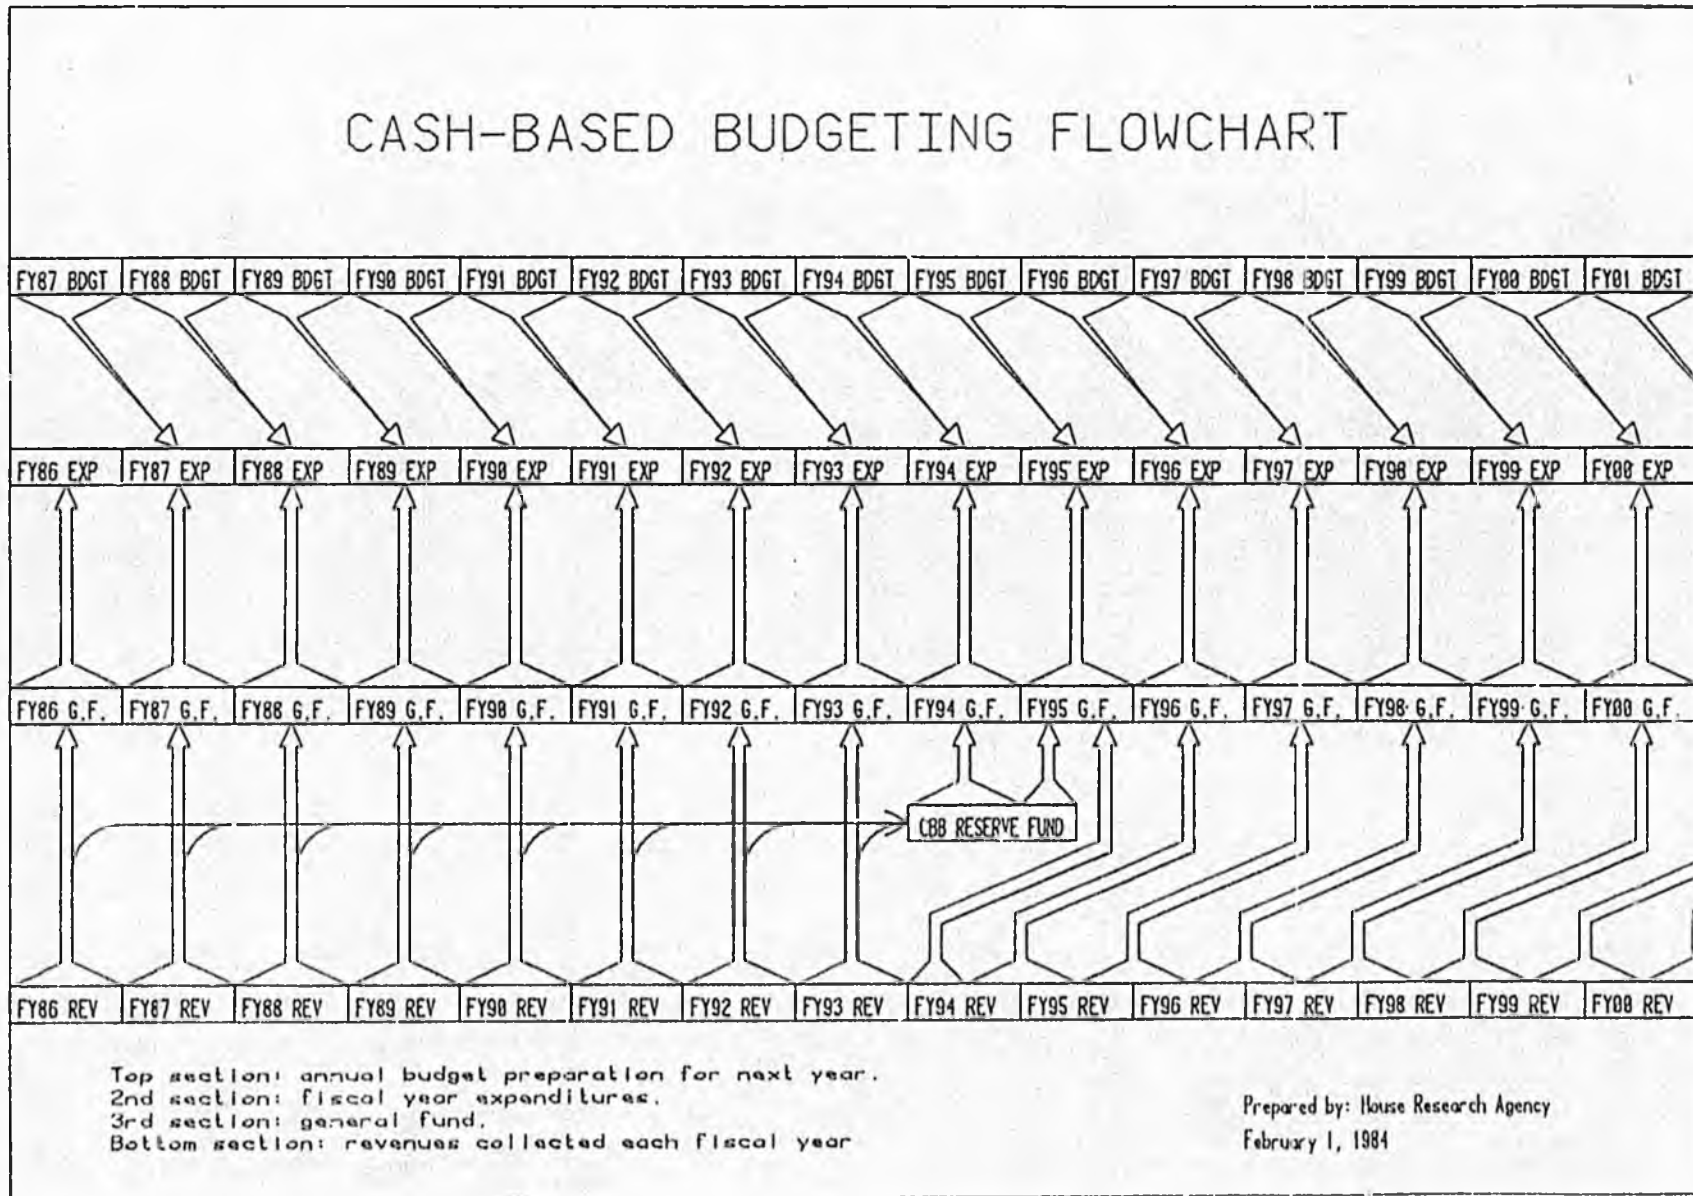 CASH-BASED BUDGETING FLOWCHART
FY87 BDGT FY88 BDGT FY89 BDGT FY90 BDGT FY91 BDGT FY92 BDGT FY93 BDGT FY94 BDGT FY95 BDGT FY96 BDGT FY97 BDGT FY98 BDGT FY99 BDGT FY00 BDGT FY01 BDGT
FY86 EXP FY87 EXP FY88 EXP FY89 EXP FY90 EXP FY91 EXP FY92 EXP FY93 EXP FY94 EXP FY95 EXP FY96 EXP FY97 EXP FY98 EXP FY99 EXP FY00 EXP
FY86 G.F. FY87 G.F. FY88 G.F. FY89 G.F. FY90 G.F. FY91 G.F. FY92 G.F. FY93 G.F. FY94 G.F. FY95 G.F. FY96 G.F. FY97 G.F. FY98 G.F. FY99 G.F. FY00 G.F.
CBB RESERVE FUND
FY86 REV FY87 REV FY88 REV FY89 REV FY90 REV FY91 REV FY92 REV FY93 REV FY94 REV FY95 REV FY96 REV FY97 REV FY98 REV FY99 REV FY00 REV
Top section: annual budget preparation for next year.
2nd section: fiscal year expenditures.
3rd section: general fund.
Bottom section: revenues collected each fiscal year
Prepared by: House Research Agency
February 1, 1984